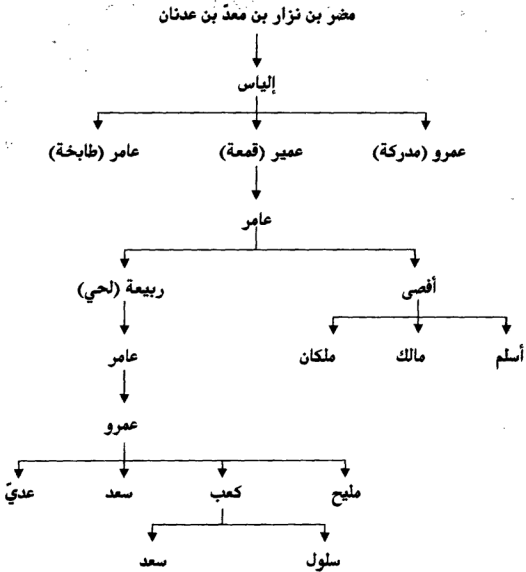 مضر بن نزار بن معدّ بن عدنان
إلياس
عمرو (مدركة) عمير (قمعة) عامر (طابخة)
عامر
أفصى ربيعة (لحي)
أسلم مالك ملكان عامر
عمرو
مليح كعب سعد عديّ
سلول سعد